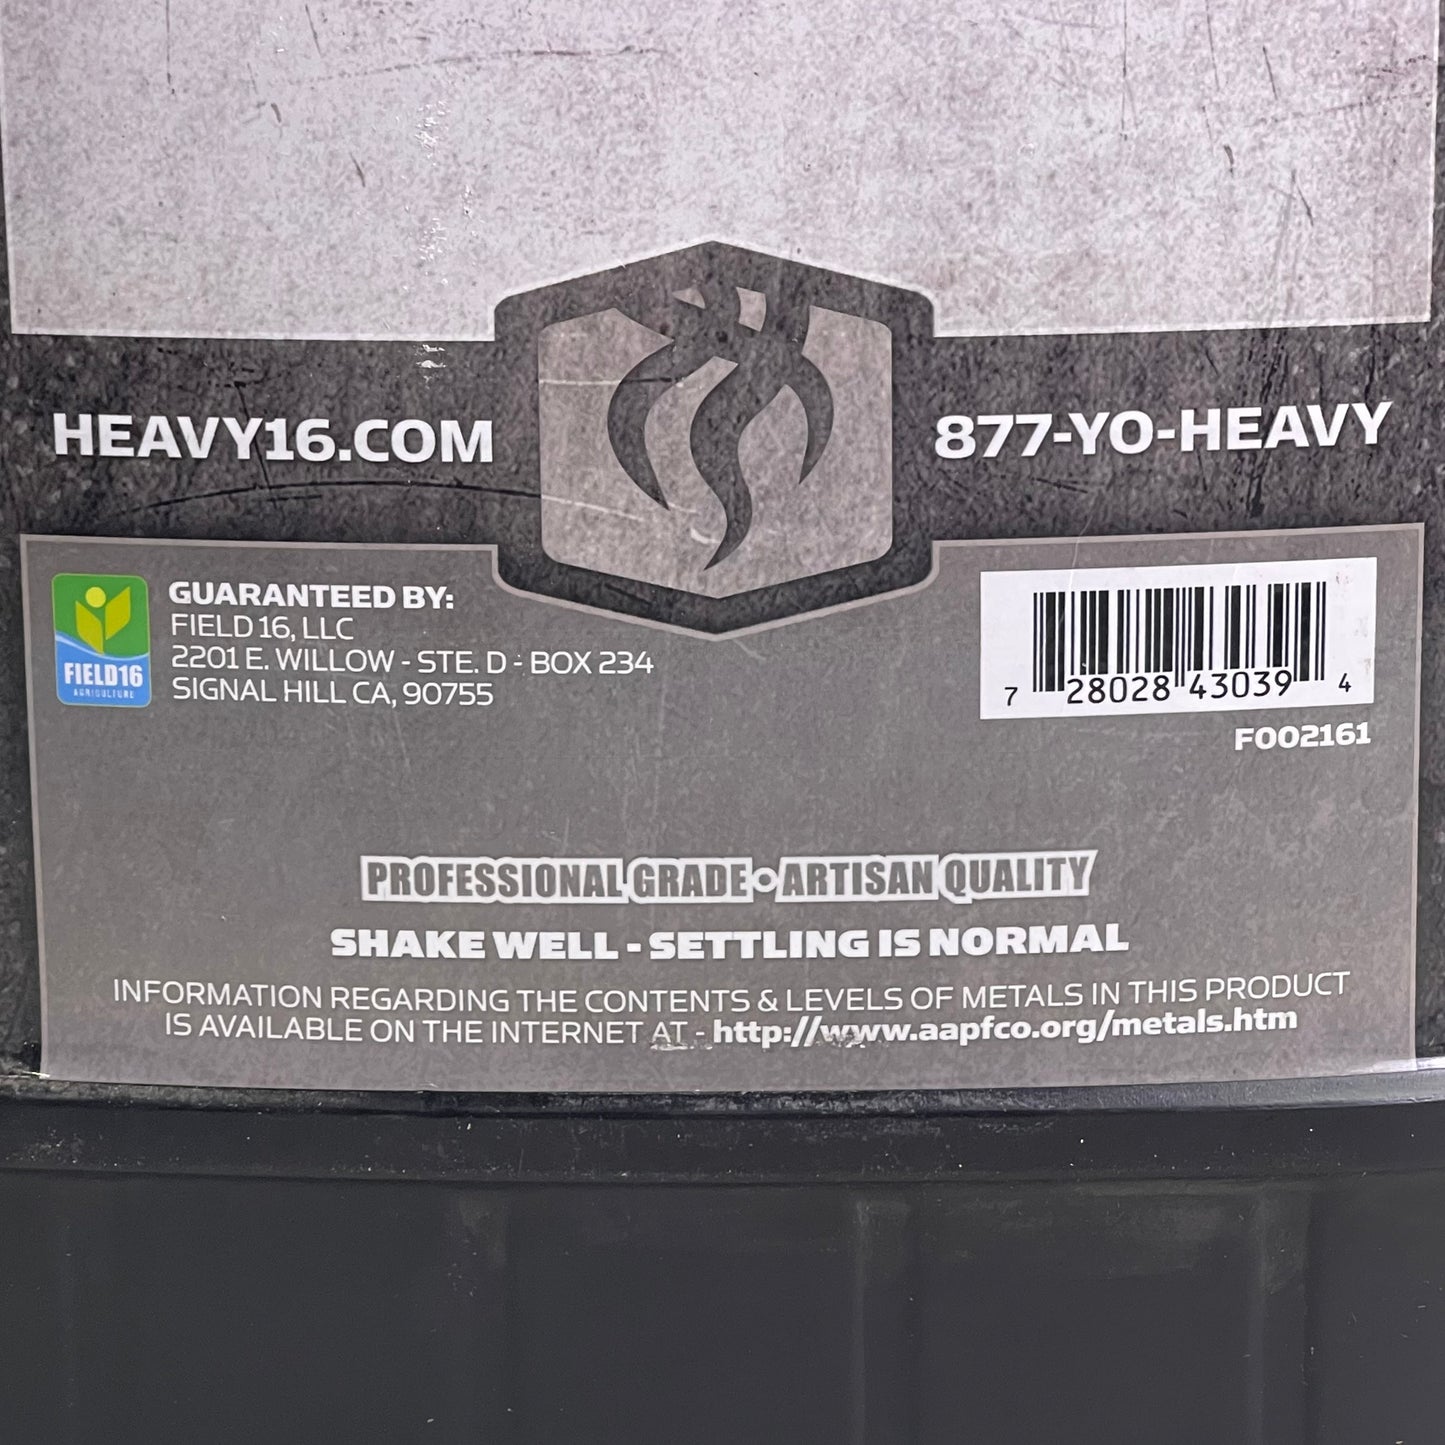 HEAVY16.COM
877-YO-HEAVY
FIELD16
AGRICULTURE
GUARANTEED BY:
FIELD 16, LLC
2201 E. WILLOW - STE. D - BOX 234
SIGNAL HILL CA, 90755
7 28028 43039 4
F002161
PROFESSIONAL GRADE•ARTISAN QUALITY
SHAKE WELL - SETTLING IS NORMAL
INFORMATION REGARDING THE CONTENTS & LEVELS OF METALS IN THIS PRODUCT
IS AVAILABLE ON THE INTERNET AT - http://www.aapfco.org/metals.htm